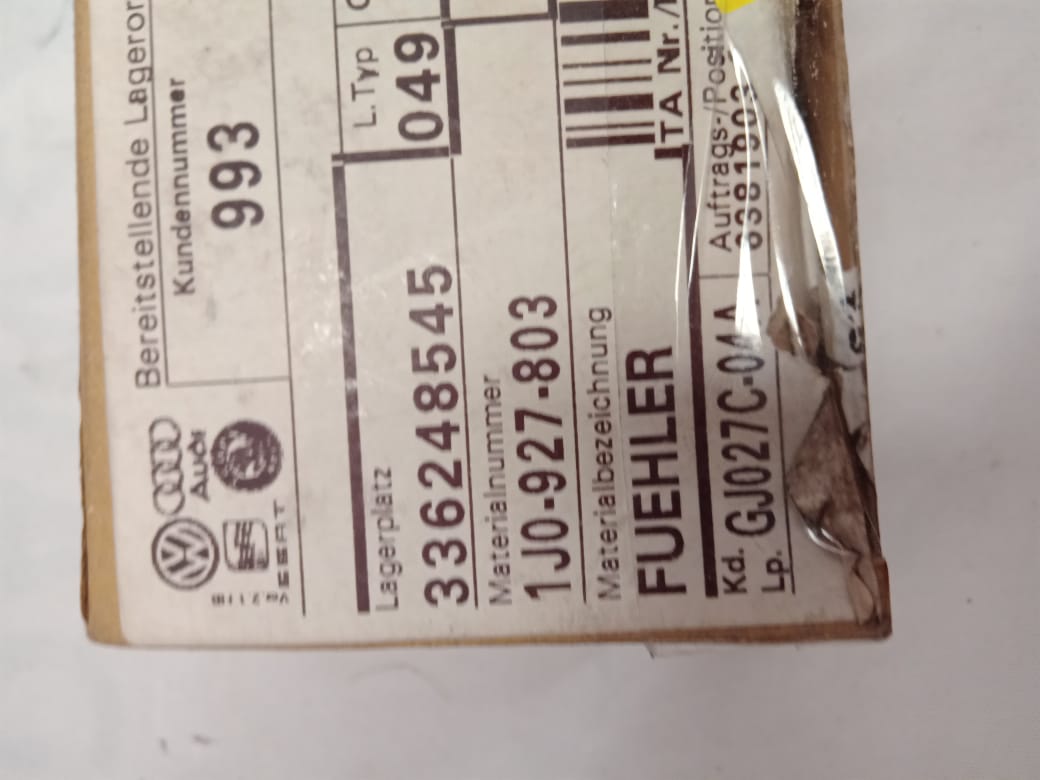 Audi
SEAT
Bereitstellende Lageror
Kundennummer
993
Lagerplatz
L.Typ
336248545
049
Materialnummer
1J0-927-803
Materialbezeichnung
FUEHLER
ITA Nr./
Kd.
Lp.
GJ027C-04A
Auftrags-/Position